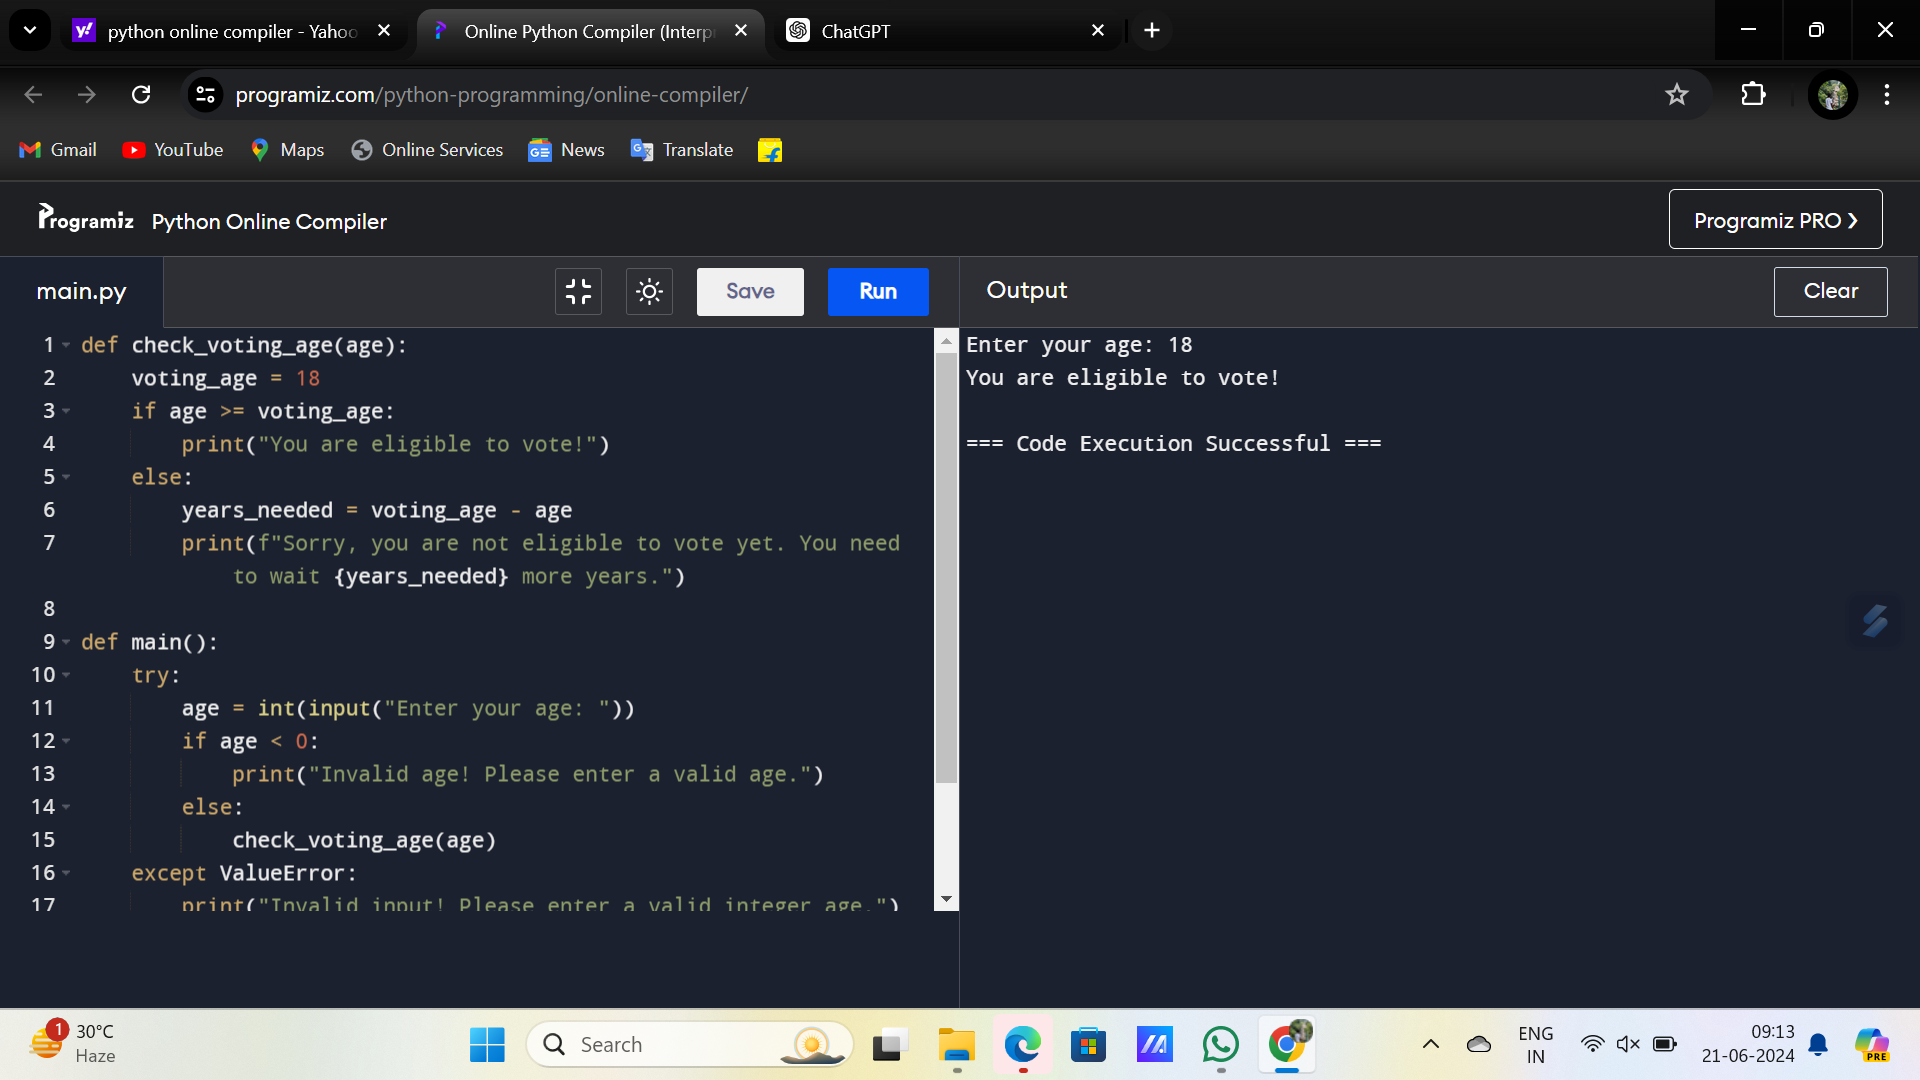 python online compiler - Yahoo
Online Python Compiler (Interp
ChatGPT
programiz.com/python-programming/online-compiler/
Gmail
YouTube
Maps
Online Services
News
Translate
Programiz
Python Online Compiler
Programiz PRO ❯
main.py
Save
Run
Output
Clear
1 def check_voting_age(age):
2     voting_age = 18
3     if age >= voting_age:
4         print("You are eligible to vote!")
5     else:
6         years_needed = voting_age - age
7         print(f"Sorry, you are not eligible to vote yet. You need
            to wait {years_needed} more years.")
8
9 def main():
10     try:
11         age = int(input("Enter your age: "))
12         if age < 0:
13             print("Invalid age! Please enter a valid age.")
14         else:
15             check_voting_age(age)
16     except ValueError:
17         print("Invalid input! Please enter a valid integer age.")
Enter your age: 18
You are eligible to vote!
=== Code Execution Successful ===
1
30°C
Haze
Search
ENG
IN
09:13
21-06-2024
PRE